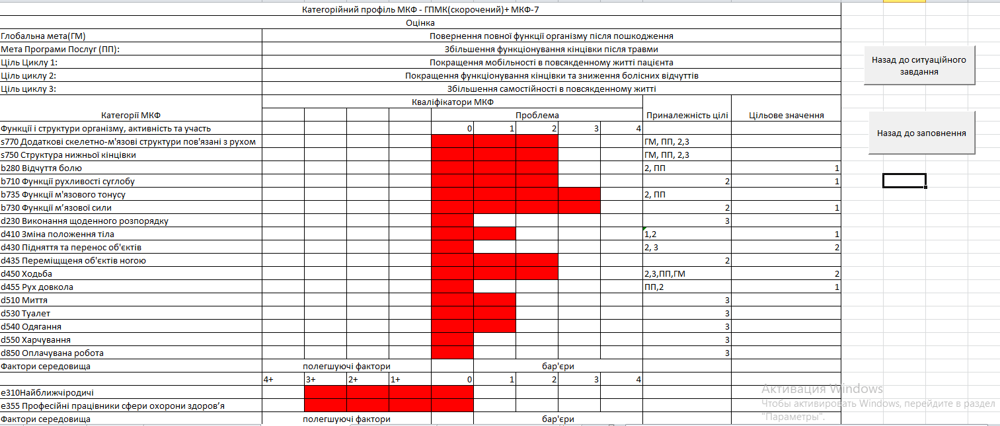 Категорійний профіль МКФ - ГПМК(скорочений)+ МКФ-7
Оцінка
Глобальна мета(ГМ) Повернення повної функції організму після пошкодження
Мета Програми Послуг (ПП): Збільшення функціонування кінцівки після травми
Ціль Циклу 1: Покращення мобільності в повсякденному житті пацієнта
Ціль циклу 2: Покращення функціонування кінцівки та зниження болісних відчуттів
Ціль циклу 3: Збільшення самостійності в повсякденному житті
Назад до ситуаційного
завдання
Кваліфікатори МКФ
Категорії МКФ Проблема Приналежність цілі Цільове значення
Функції і структури організму, активність та участь 0 1 2 3 4
Назад до заповнення
s770 Додаткові скелетно-м'язові структури пов'язані з рухом ГМ, ПП, 2,3
s750 Структура нижньої кінцівки ГМ, ПП, 2,3
b280 Відчуття болю 2, ПП 1
b710 Функції рухливості суглобу 2 1
b735 Функції м'язового тонусу 2, ПП
b730 Функції м’язової сили 2 1
d230 Виконання щоденного розпорядку 3
d410 Зміна положення тіла 1,2 1
d430 Підняття та перенос об'єктів 2, 3 2
d435 Переміщщеня об'єктів ногою 2
d450 Ходьба 2,3,ПП,ГМ 2
d455 Рух довкола ПП,2 1
d510 Миття 3
d530 Туалет 3
d540 Одягання 3
d550 Харчування 3
d850 Оплачувана робота 3
Фактори середовища полегшуючі фактори бар'єри
4+ 3+ 2+ 1+ 0 1 2 3 4
e310Найближчіродичі
e355 Професійні працівники сфери охорони здоров’я
Фактори середовища полегшуючі фактори бар'єри
Активация Windows
Чтобы активировать Windows, перейдите в раздел
"Параметры".